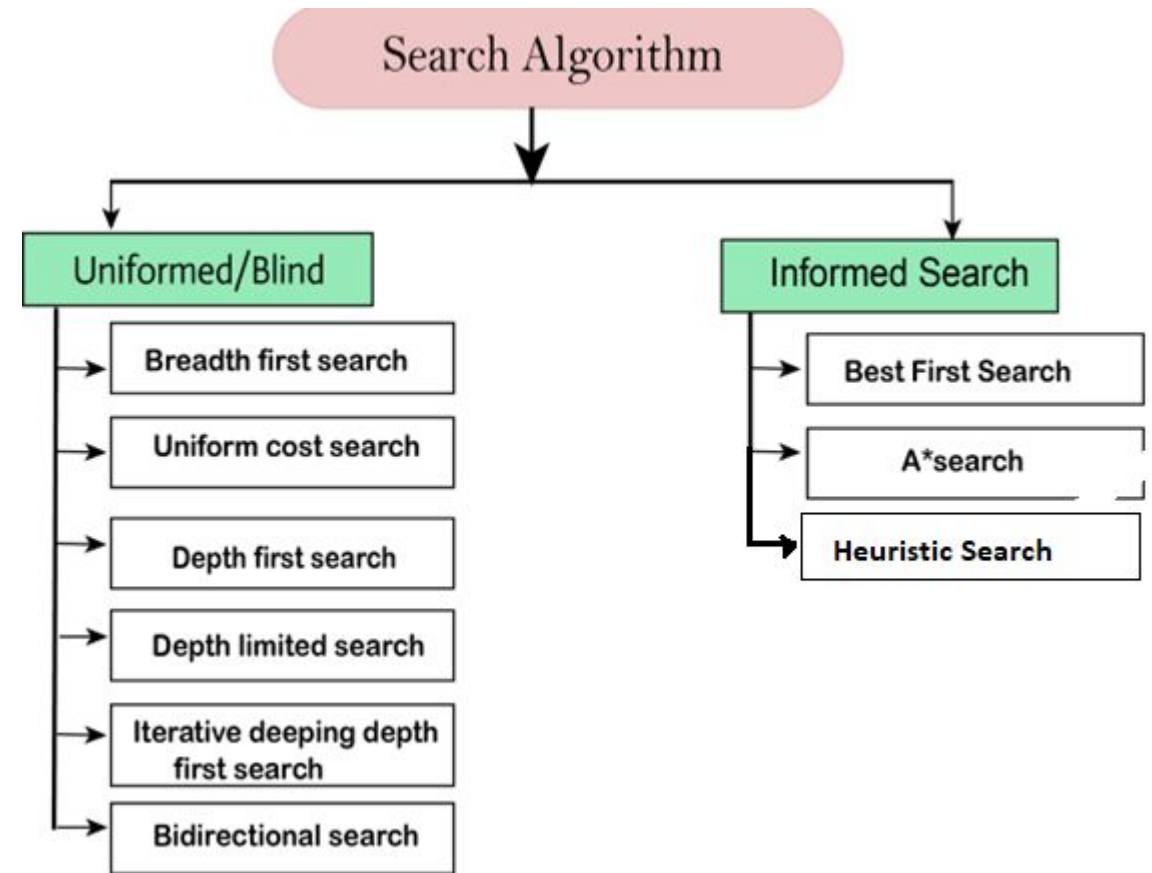 Search Algorithm
Uniformed/Blind
Breadth first search
Uniform cost search
Depth first search
Depth limited search
Iterative deeping depth
first search
Bidirectional search
Informed Search
Best First Search
A*search
Heuristic Search